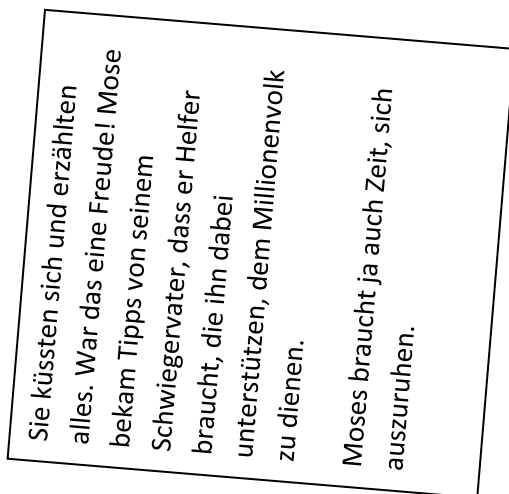 Sie küssten sich und erzählten
alles. War das eine Freude! Mose
bekam Tipps von seinem
Schwiegervater, dass er Helfer
braucht, die ihn dabei
unterstützen, dem Millionenvolk
zu dienen.
Moses braucht ja auch Zeit, sich
auszuruhen.